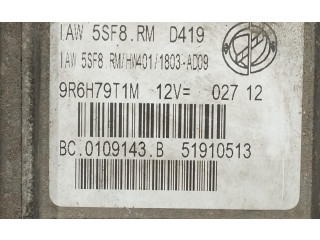 IAW 5SF8.RM D419
IAW 5SF8 RM/HW401/1803-AD09
9R6H79T1M 12V= 027 12
BC.0109143.B 51910513